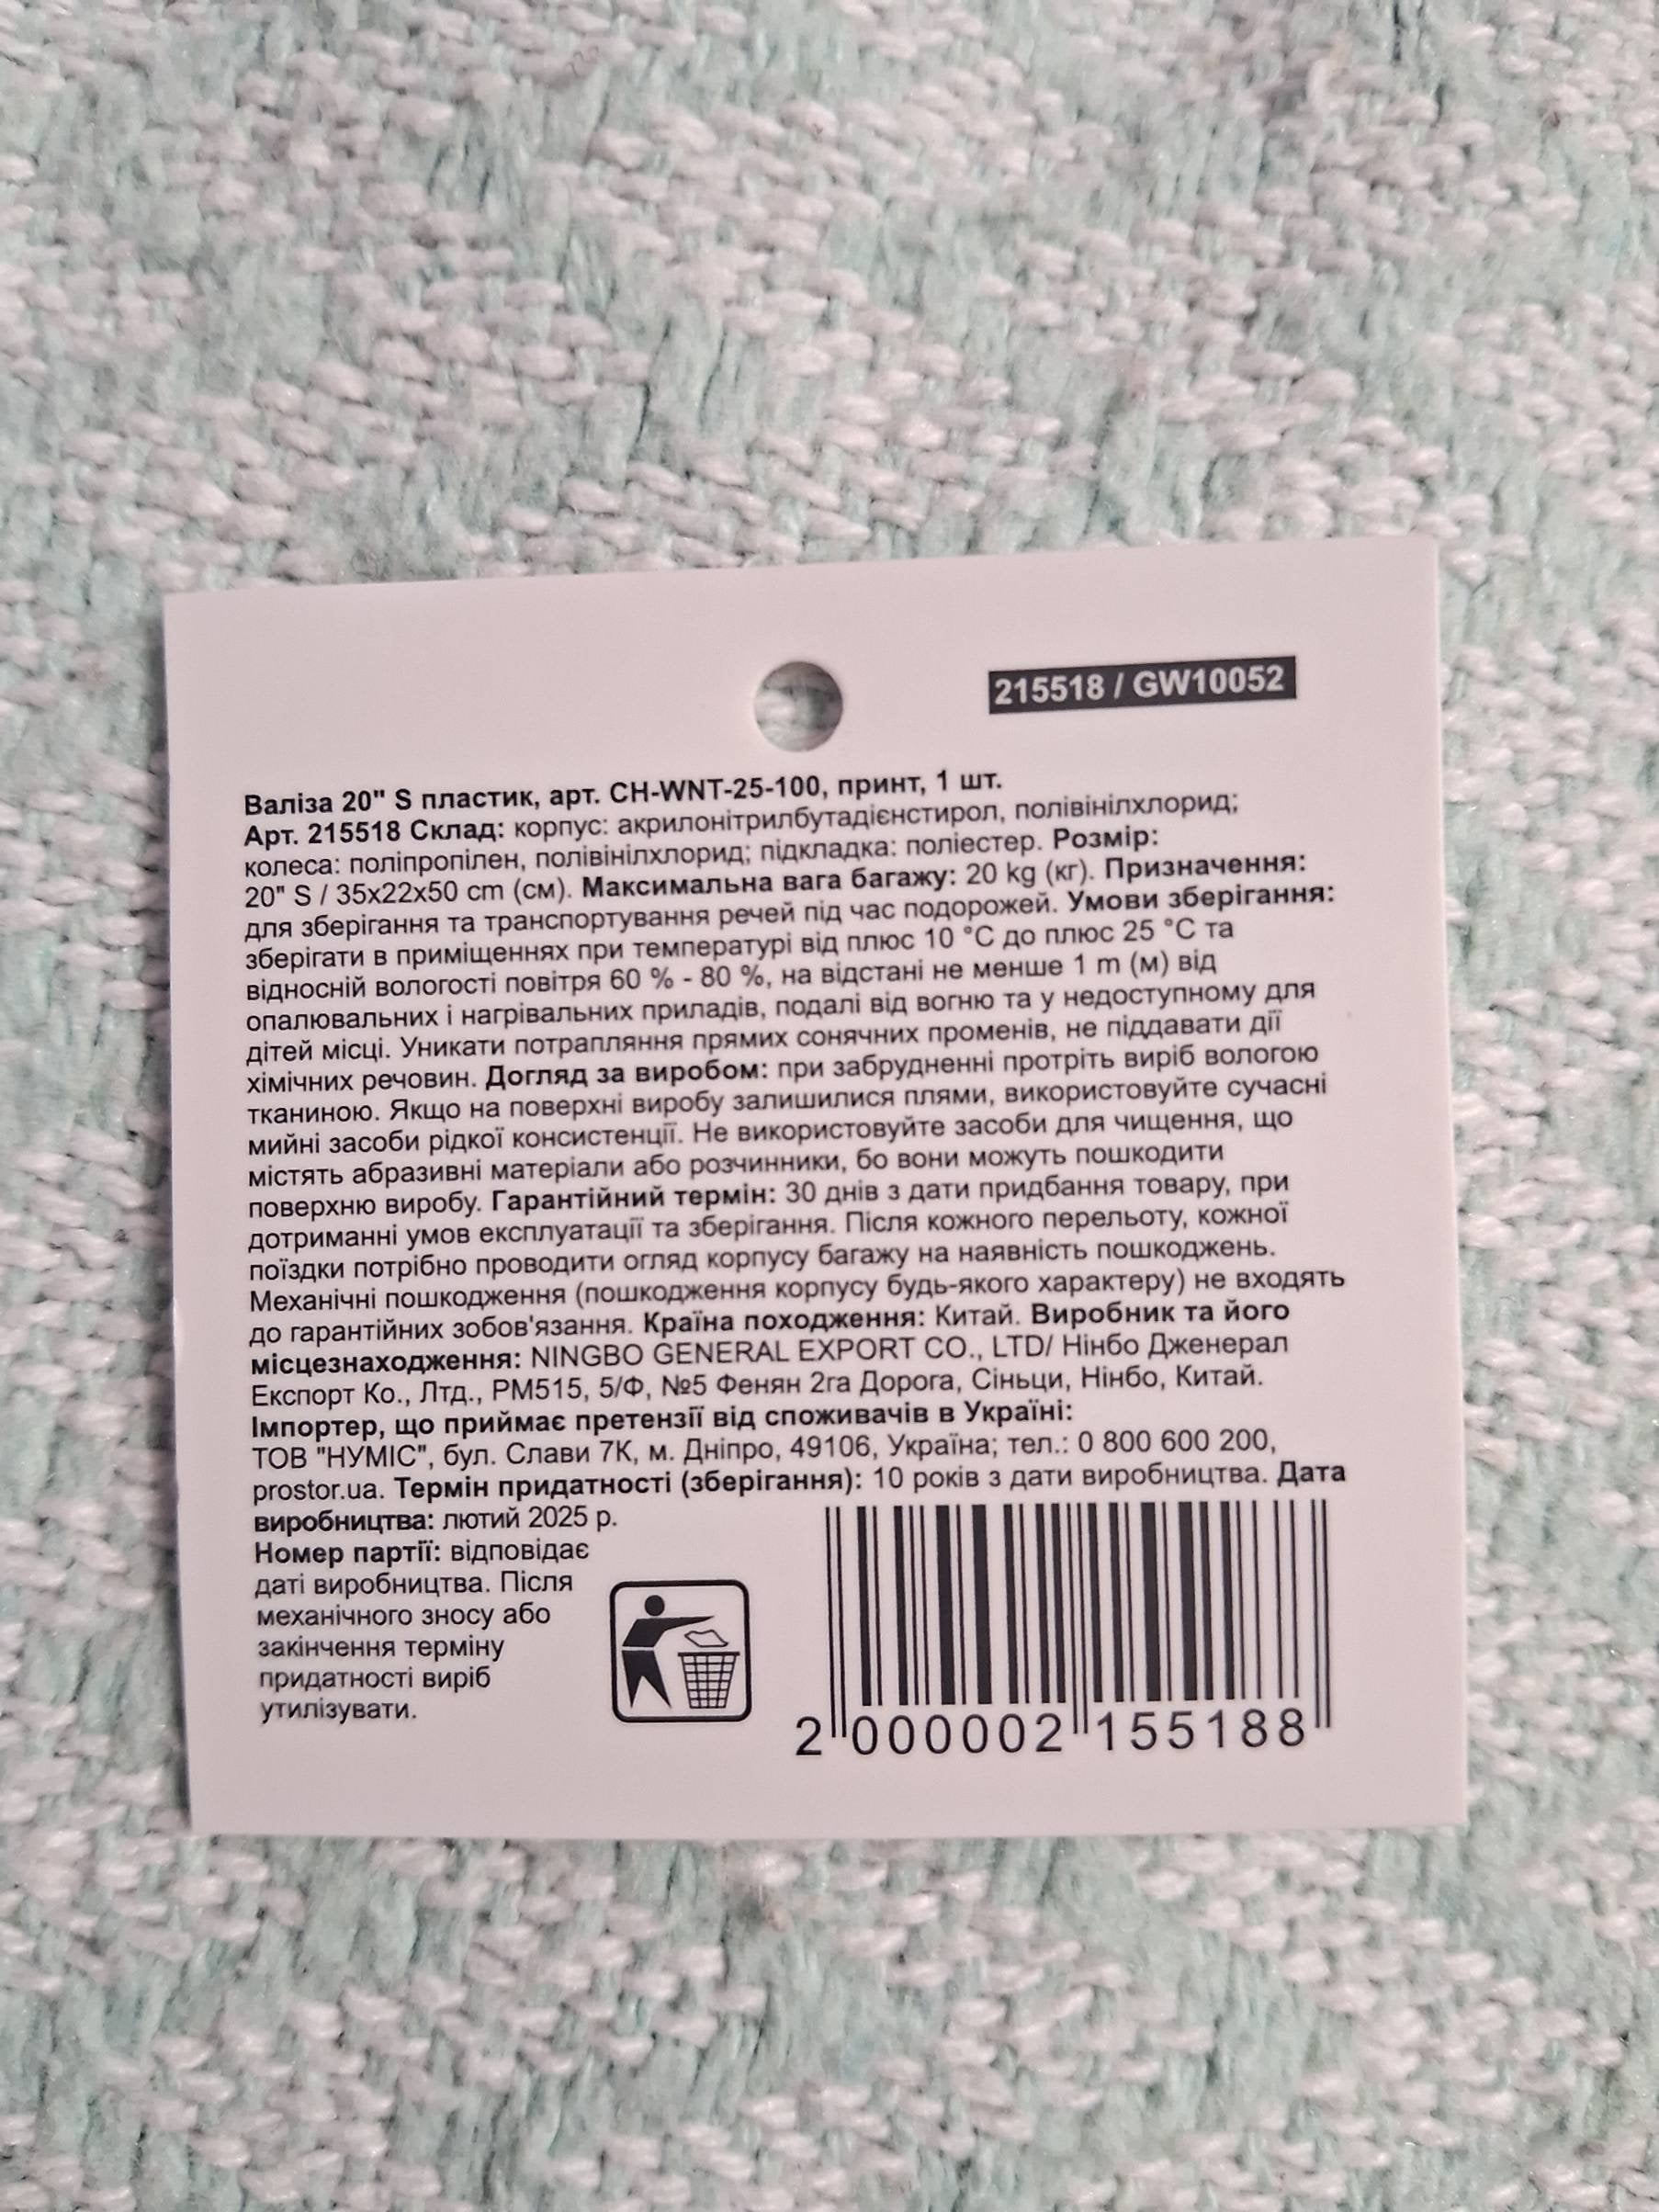 215518 / GW10052
Валіза 20" S пластик, арт. CH-WNT-25-100, принт, 1 шт.
Арт. 215518 Склад: корпус: акрилонітрилбутадієнстирол, полівінілхлорид;
колеса: поліпропілен, полівінілхлорид; підкладка: поліестер. Розмір:
20" S / 35x22x50 cm (см). Максимальна вага багажу: 20 kg (кг). Призначення:
для зберігання та транспортування речей під час подорожей. Умови зберігання:
зберігати в приміщеннях при температурі від плюс 10 °C до плюс 25 °C та
відносній вологості повітря 60 % - 80 %, на відстані не менше 1 m (м) від
опалювальних і нагрівальних приладів, подалі від вогню та у недоступному для
дітей місці. Уникати потрапляння прямих сонячних променів, не піддавати дії
хімічних речовин. Догляд за виробом: при забрудненні протріть виріб вологою
тканиною. Якщо на поверхні виробу залишилися плями, використовуйте сучасні
мийні засоби рідкої консистенції. Не використовуйте засоби для чищення, що
містять абразивні матеріали або розчинники, бо вони можуть пошкодити
поверхню виробу. Гарантійний термін: 30 днів з дати придбання товару, при
дотриманні умов експлуатації та зберігання. Після кожного перельоту, кожної
поїздки потрібно проводити огляд корпусу багажу на наявність пошкоджень.
Механічні пошкодження (пошкодження корпусу будь-якого характеру) не входять
до гарантійних зобов'язання. Країна походження: Китай. Виробник та його
місцезнаходження: NINGBO GENERAL EXPORT CO., LTD/ Нінбо Дженерал
Експорт Ко., Лтд., РМ515, 5/Ф, №5 Фенян 2га Дорога, Сіньци, Нінбо, Китай.
Імпортер, що приймає претензії від споживачів в Україні:
ТОВ "НУМІС", бул. Слави 7К, м. Дніпро, 49106, Україна; тел.: 0 800 600 200,
prostor.ua. Термін придатності (зберігання): 10 років з дати виробництва. Дата
виробництва: лютий 2025 р.
Номер партії: відповідає
даті виробництва. Після
механічного зносу або
закінчення терміну
придатності виріб
утилізувати.
2 000002 155188